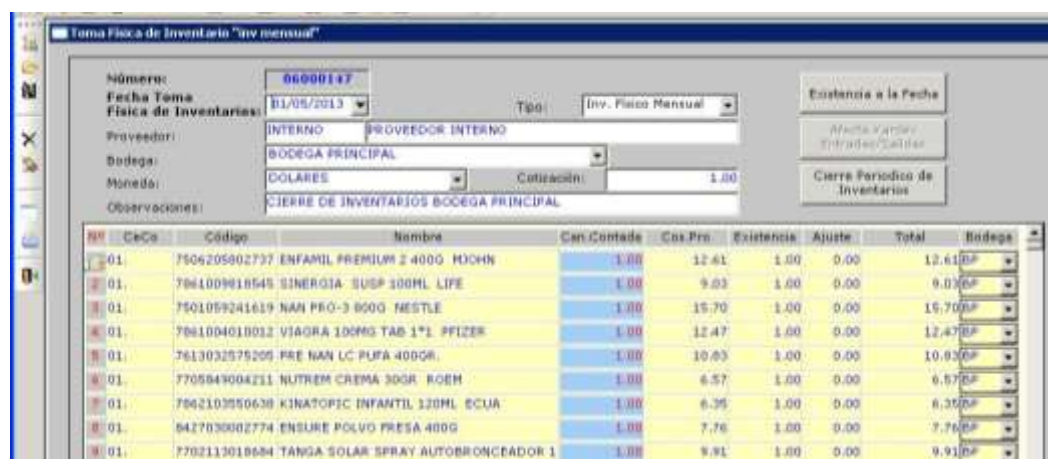 Toma Física de Inventario "inv mensual"
Número: 06000147
Fecha Toma
Física de Inventarios: 01/05/2013 Tipo: Inv. Físico Mensual
Existencia a la Fecha
Proveedor: INTERNO PROVEEDOR INTERNO
Afecta Kardex
Entradas/Salidas
Bodega: BODEGA PRINCIPAL
Moneda: DOLARES Cotización: 1.00
Cierre Periodico de
Inventarios
Observaciones: CIERRE DE INVENTARIOS BODEGA PRINCIPAL
Nº CeCo Código Nombre Can.Contada Cos.Pro. Existencia Ajuste Total Bodega
01. 7506205802737 ENFAMIL PREMIUM 2 400G MJOHN 1.00 12.61 1.00 0.00 12.61 BP
2 01. 7861009818545 SINERGIA SUSP 100ML LIFE 1.00 9.03 1.00 0.00 9.03 BP
3 01. 7501059241619 NAN PRO-3 800G NESTLE 1.00 15.70 1.00 0.00 15.70 BP
4 01. 7861004010012 VIAGRA 100MG TAB 1*1 PFIZER 1.00 12.47 1.00 0.00 12.47 BP
5 01. 7613032575205 PRE NAN LC PUFA 400GR. 1.00 10.83 1.00 0.00 10.83 BP
6 01. 7705849004211 NUTREM CREMA 30GR ROEM 1.00 6.57 1.00 0.00 6.57 BP
7 01. 7862103550638 KINATOPIC INFANTIL 120ML ECUA 1.00 6.35 1.00 0.00 6.35 BP
8 01. 8427030002774 ENSURE POLVO FRESA 400G 1.00 7.76 1.00 0.00 7.76 BP
9 01. 7702113018684 TANGA SOLAR SPRAY AUTOBRONCEADOR 1 1.00 9.91 1.00 0.00 9.91 BP